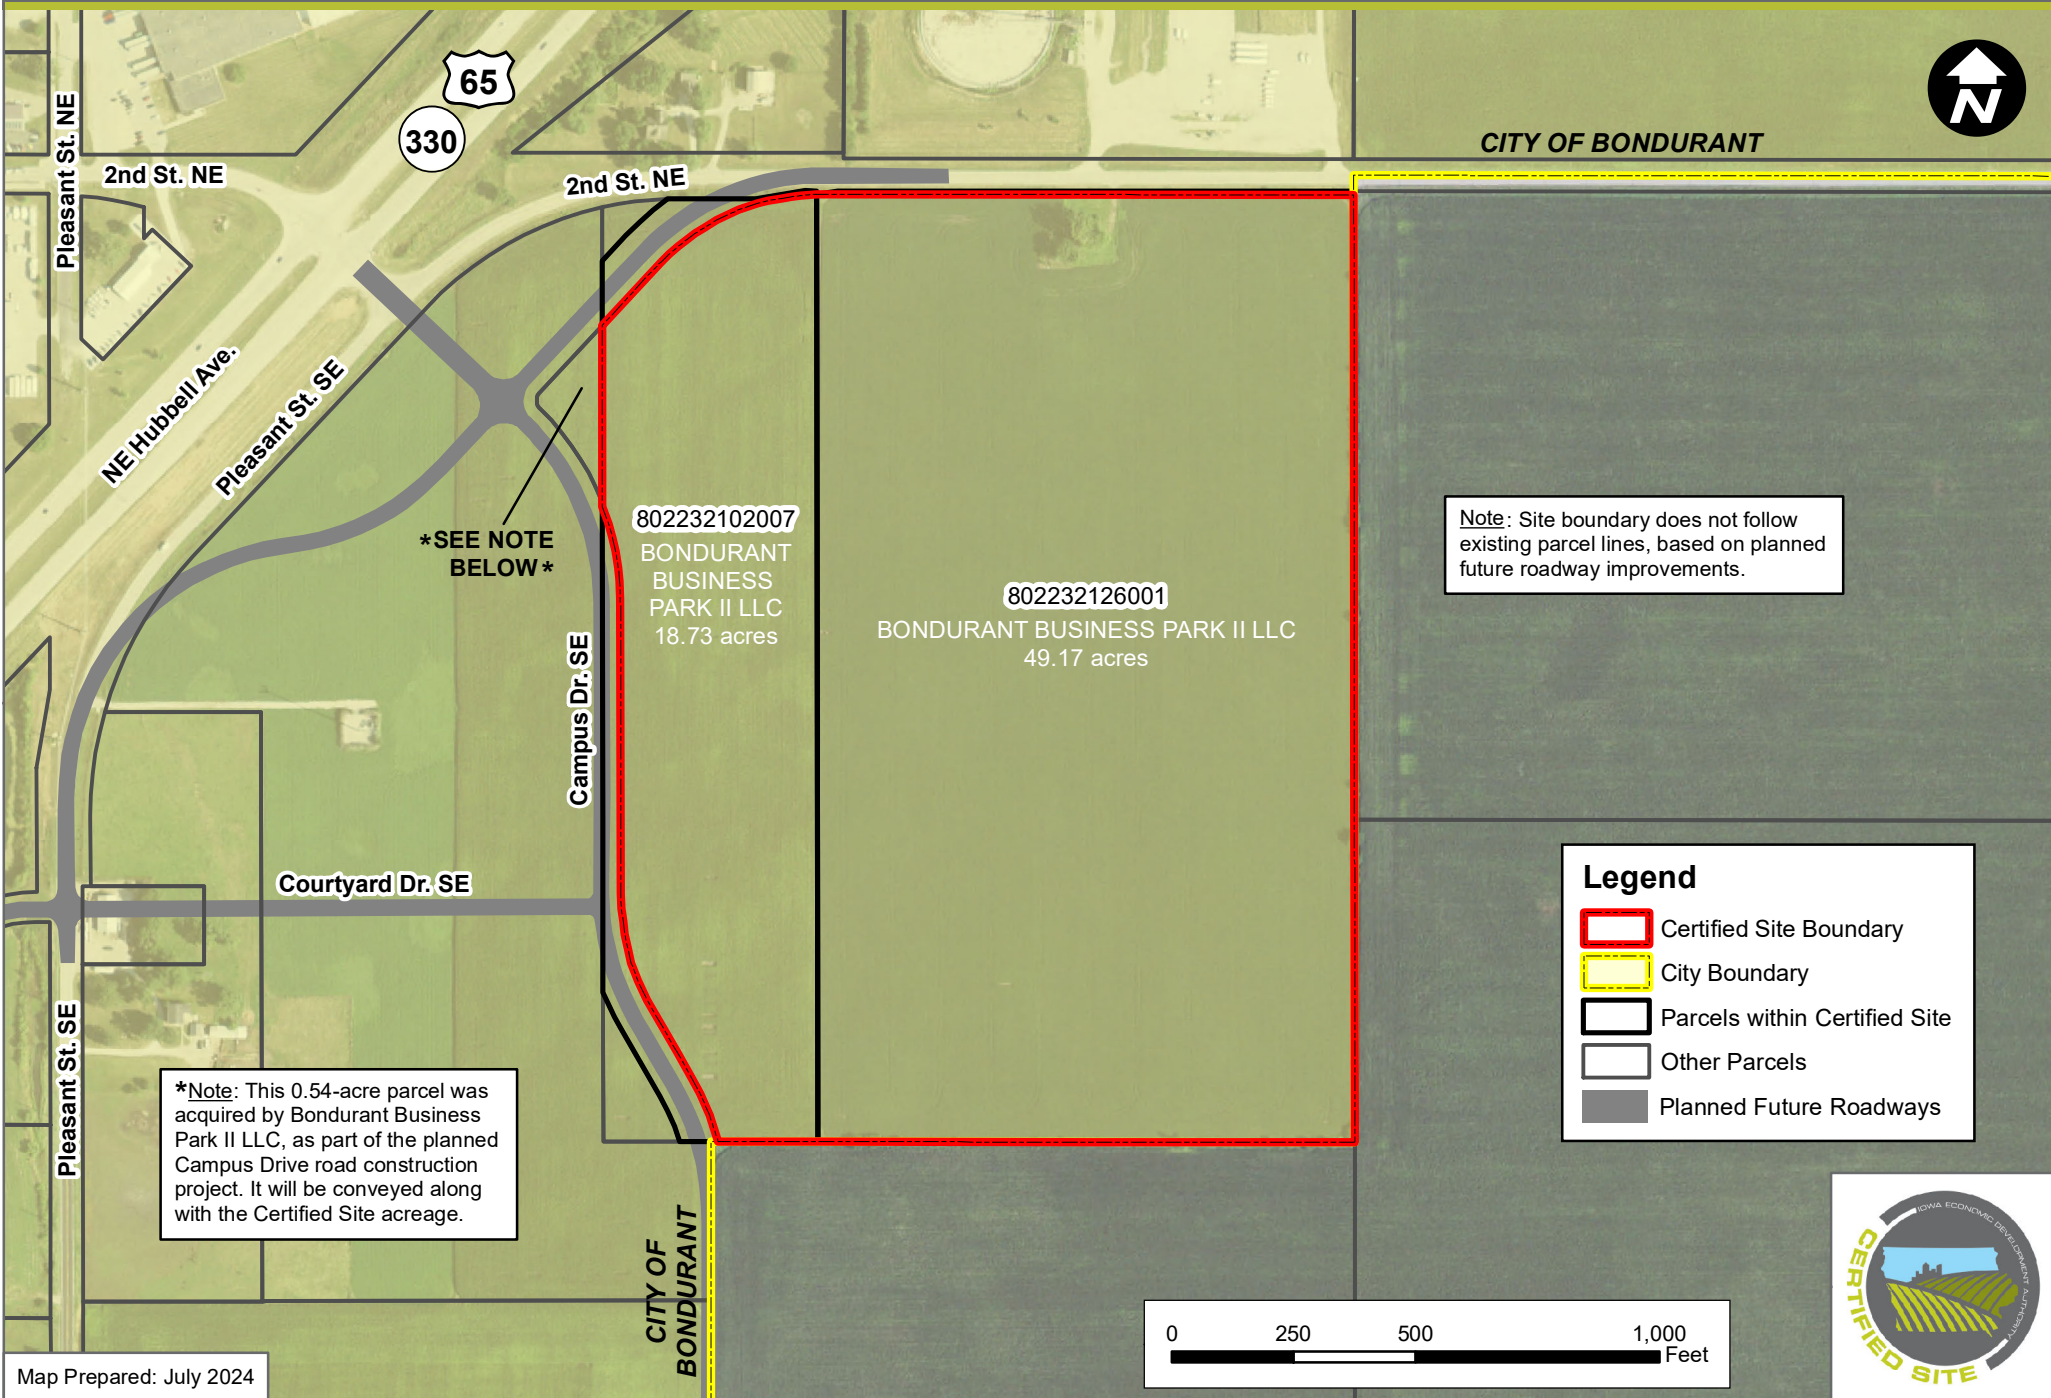 65
330
CITY OF BONDURANT
N
Pleasant St. NE
2nd St. NE
2nd St. NE
NE Hubbell Ave.
Pleasant St. SE
*SEE NOTE
BELOW*
802232102007
BONDURANT
BUSINESS
PARK II LLC
18.73 acres
802232126001
BONDURANT BUSINESS PARK II LLC
49.17 acres
Note: Site boundary does not follow
existing parcel lines, based on planned
future roadway improvements.
Campus Dr. SE
Courtyard Dr. SE
Legend
Certified Site Boundary
City Boundary
Parcels within Certified Site
Other Parcels
Planned Future Roadways
Pleasant St. SE
*Note: This 0.54-acre parcel was
acquired by Bondurant Business
Park II LLC, as part of the planned
Campus Drive road construction
project. It will be conveyed along
with the Certified Site acreage.
CITY OF
BONDURANT
0 250 500 1,000
Feet
IOWA ECONOMIC DEVELOPMENT AUTHORITY
CERTIFIED SITE
Map Prepared: July 2024